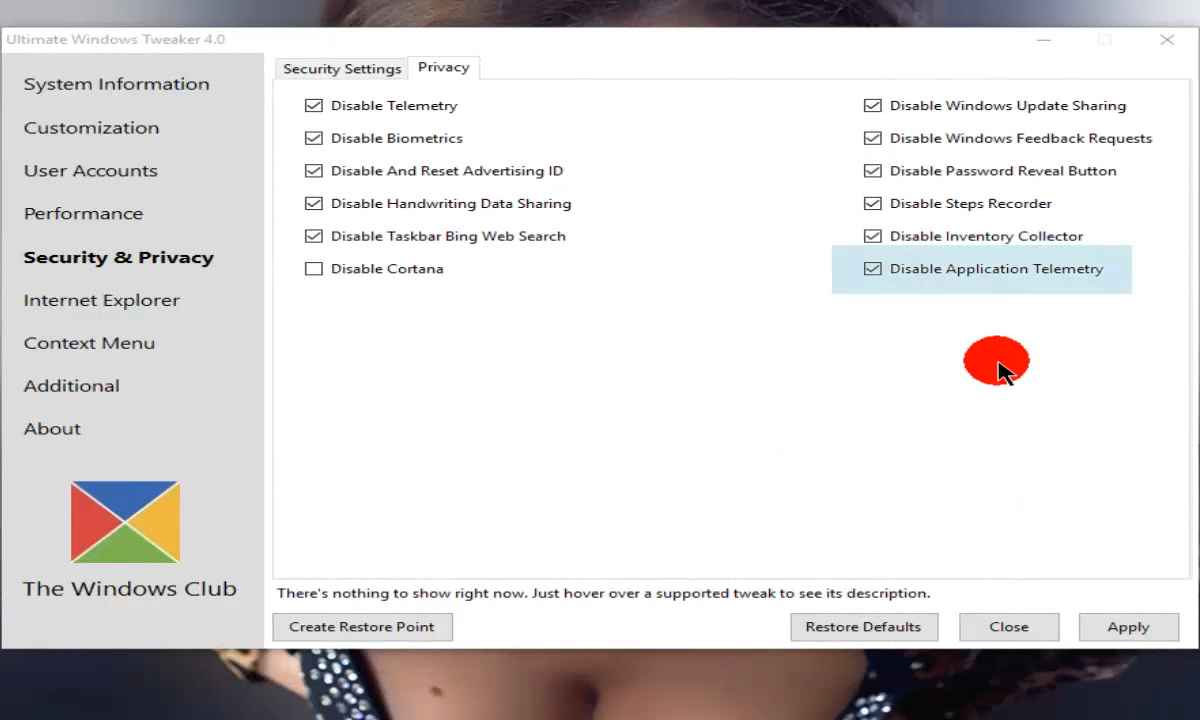 Ultimate Windows Tweaker 4.0
System Information
Customization
User Accounts
Performance
Security & Privacy
Internet Explorer
Context Menu
Additional
About
The Windows Club
Security Settings
Privacy
Disable Telemetry
Disable Biometrics
Disable And Reset Advertising ID
Disable Handwriting Data Sharing
Disable Taskbar Bing Web Search
Disable Cortana
Disable Windows Update Sharing
Disable Windows Feedback Requests
Disable Password Reveal Button
Disable Steps Recorder
Disable Inventory Collector
Disable Application Telemetry
There's nothing to show right now. Just hover over a supported tweak to see its description.
Create Restore Point
Restore Defaults
Close
Apply